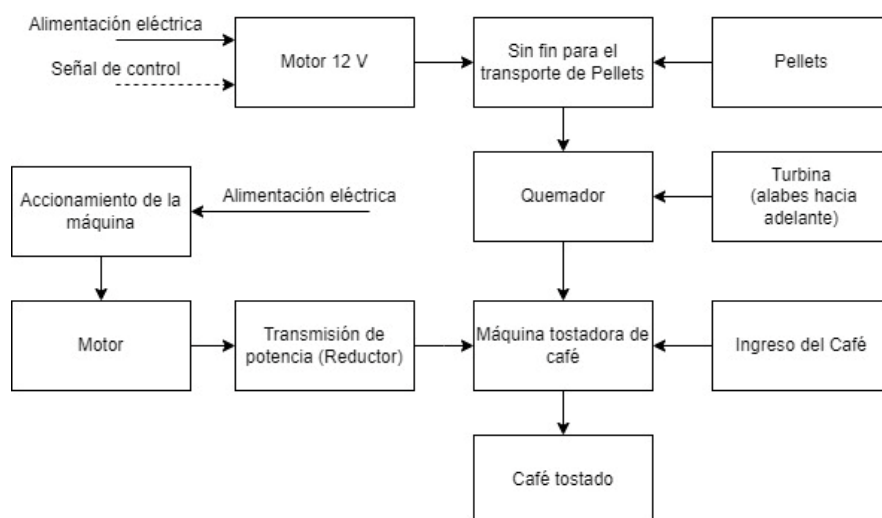 Alimentación eléctrica
Señal de control
Motor 12 V
Sin fin para el
transporte de Pellets
Pellets
Accionamiento de la
máquina
Alimentación eléctrica
Quemador
Turbina
(alabes hacia
adelante)
Motor
Transmisión de
potencia (Reductor)
Máquina tostadora de
café
Ingreso del Café
Café tostado